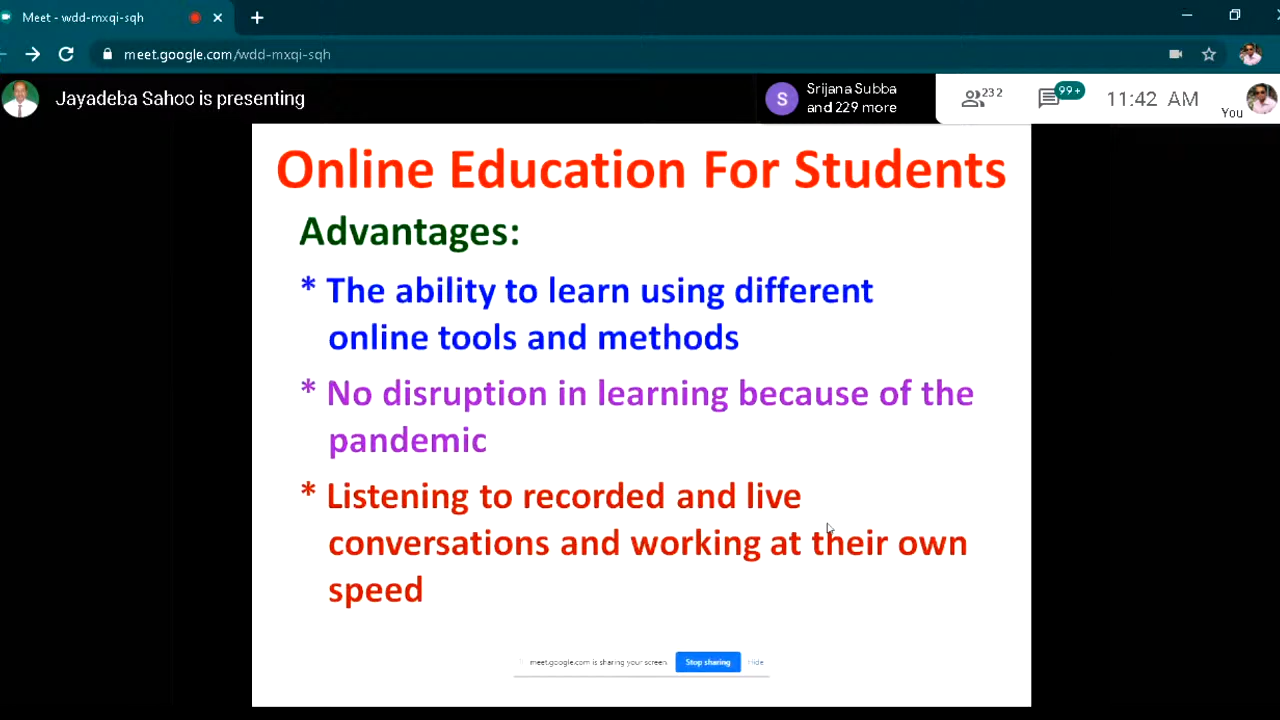 Meet - wdd-mxqi-sqh
meet.google.com/wdd-mxqi-sqh
Jayadeba Sahoo is presenting
S
Srijana Subba
and 229 more
232
99+
11:42 AM
You
Online Education For Students
Advantages:
* The ability to learn using different
online tools and methods
* No disruption in learning because of the
pandemic
* Listening to recorded and live
conversations and working at their own
speed
meet.google.com is sharing your screen.
Stop sharing
Hide